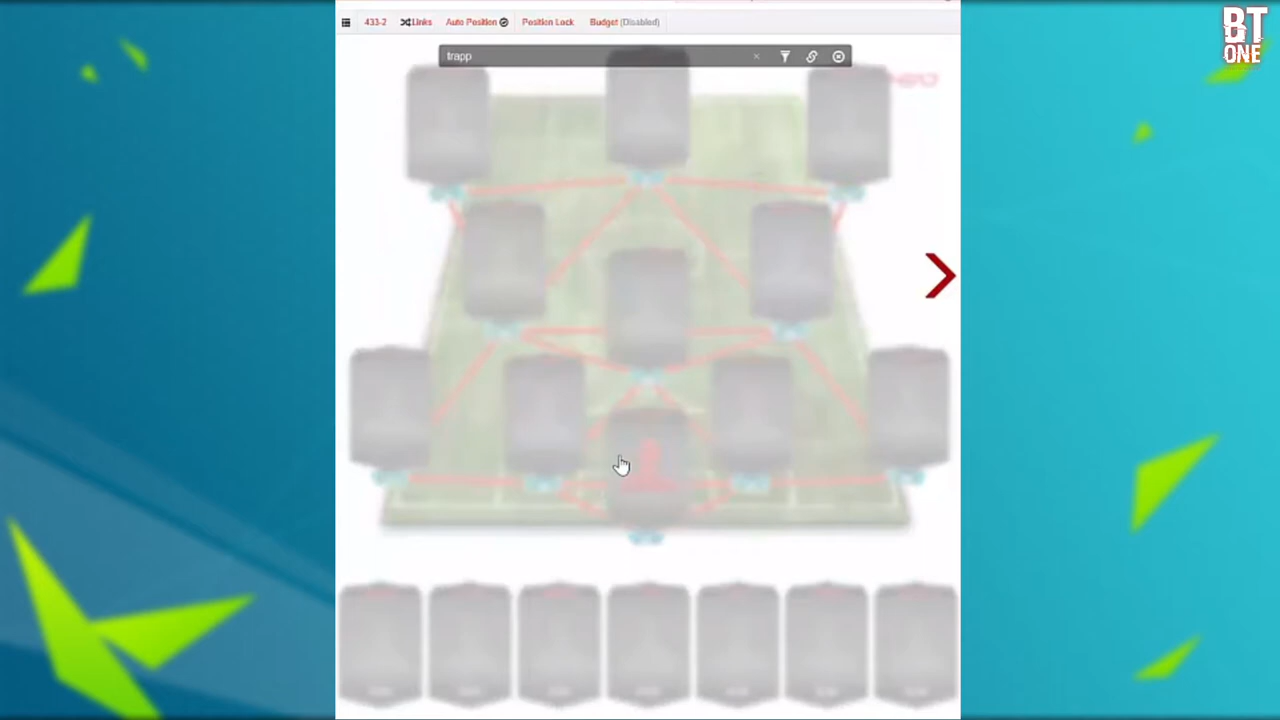 433-2 Links Auto Position Position Lock Budget (Disabled)
trapp
BT
ONE